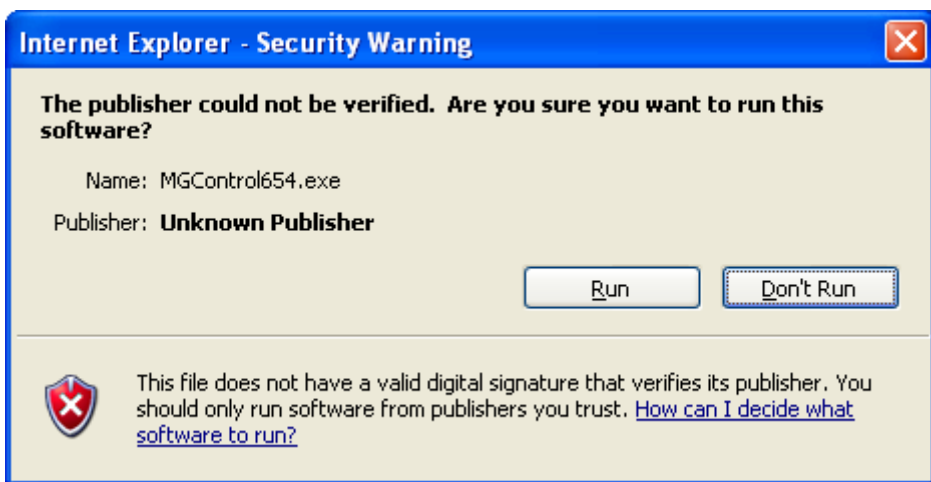 Internet Explorer - Security Warning
The publisher could not be verified.  Are you sure you want to run this
software?
Name: MGControl654.exe
Publisher: Unknown Publisher
Run
Don't Run
This file does not have a valid digital signature that verifies its publisher. You
should only run software from publishers you trust. How can I decide what
software to run?